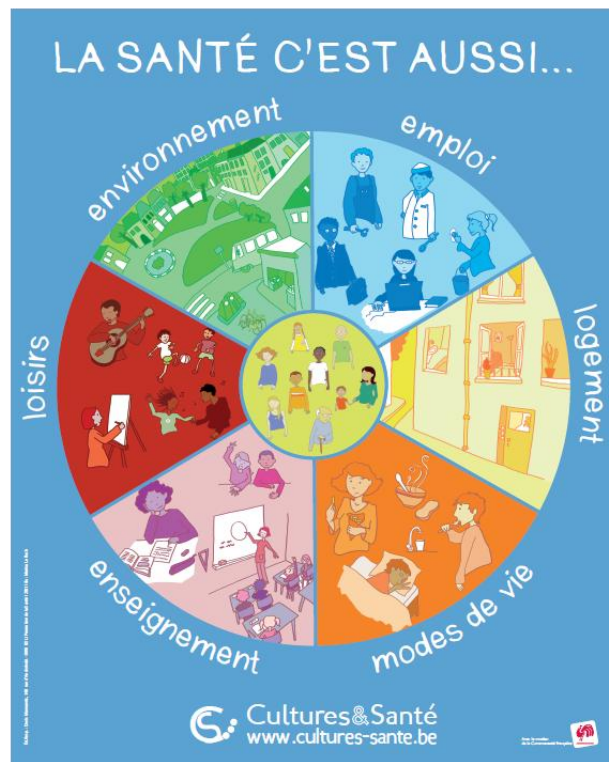 LA SANTÉ C'EST AUSSI...
environnement
emploi
loisirs
logement
enseignement
modes de vie
Cultures&Santé
www.cultures-sante.be